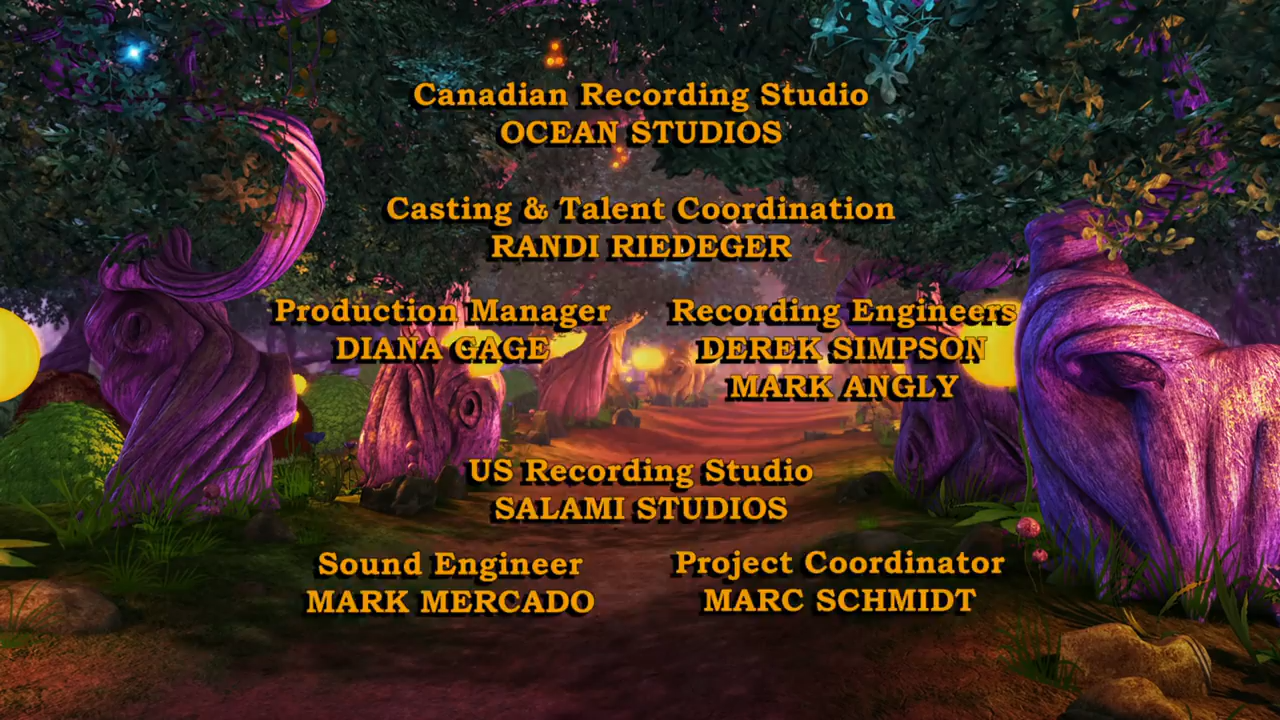 Canadian Recording Studio
OCEAN STUDIOS
Casting & Talent Coordination
RANDI RIEDEGER
Production Manager
DIANA GAGE
Recording Engineers
DEREK SIMPSON
MARK ANGLY
US Recording Studio
SALAMI STUDIOS
Sound Engineer
MARK MERCADO
Project Coordinator
MARC SCHMIDT